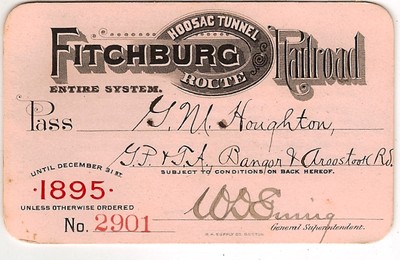 HOOSAC TUNNEL
FITCHBURG Railroad
ROUTE
ENTIRE SYSTEM.
Pass G. M. Houghton,
G.P. & T.A. Bangor & Aroostook Rd.
UNTIL DECEMBER 31ST. SUBJECT TO CONDITIONS ON BACK HEREOF.
·1895·
UNLESS OTHERWISE ORDERED
No. 2901
General Superintendent.